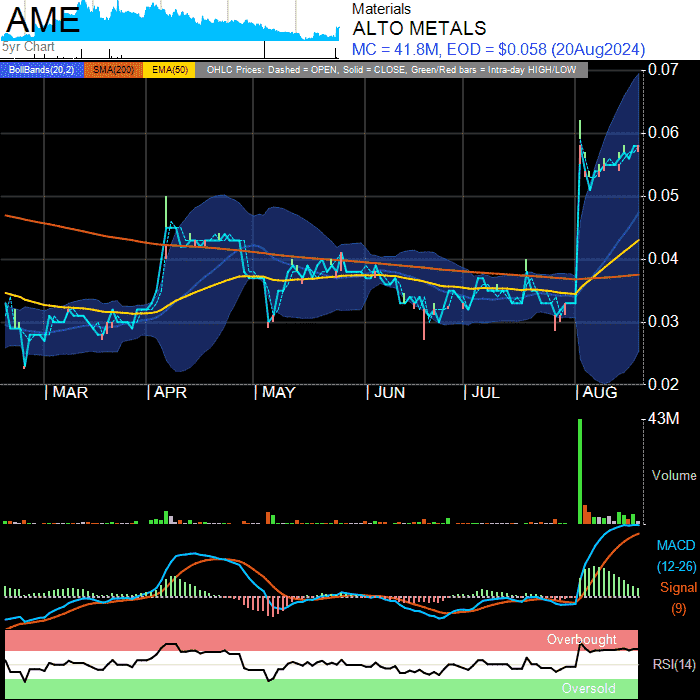 AME
Materials
ALTO METALS
MC = 41.8M, EOD = $0.058 (20Aug2024)
5yr Chart
BollBands(20,2) SMA(200) EMA(50) OHLC Prices: Dashed = OPEN, Solid = CLOSE, Green/Red bars = Intra-day HIGH/LOW
0.07
0.06
0.05
0.04
0.03
0.02
MAR APR MAY JUN JUL AUG
43M
Volume
MACD
(12-26)
Signal
(9)
Overbought
RSI(14)
Oversold